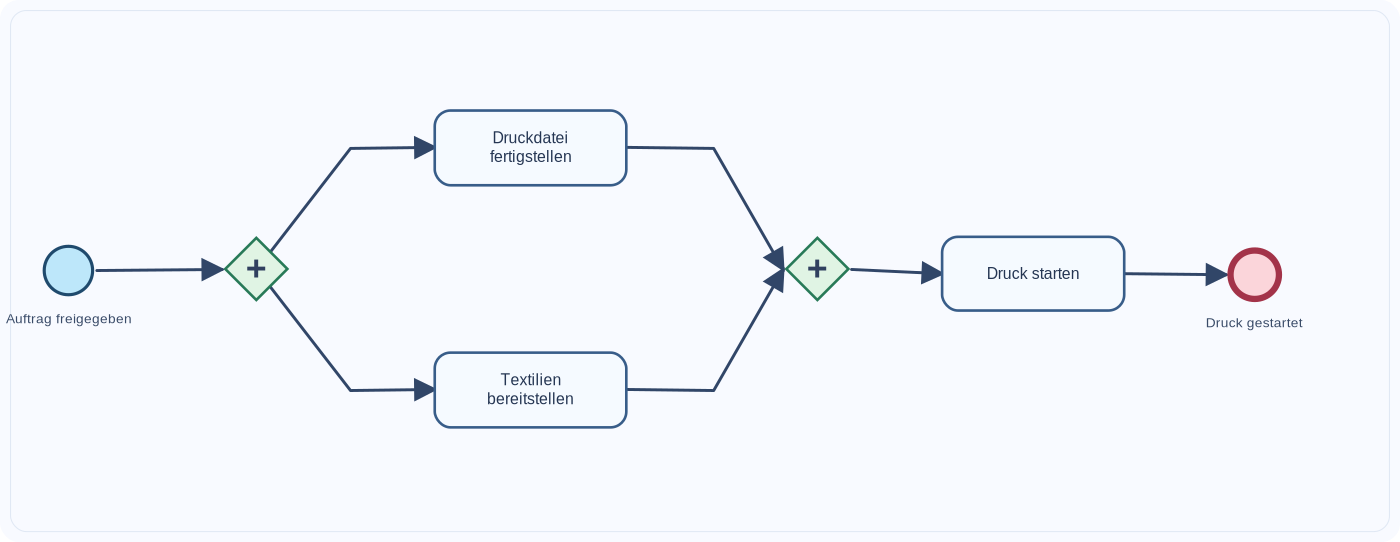 Auftrag freigegeben
Druckdatei
fertigstellen
Textilien
bereitstellen
Druck starten
Druck gestartet